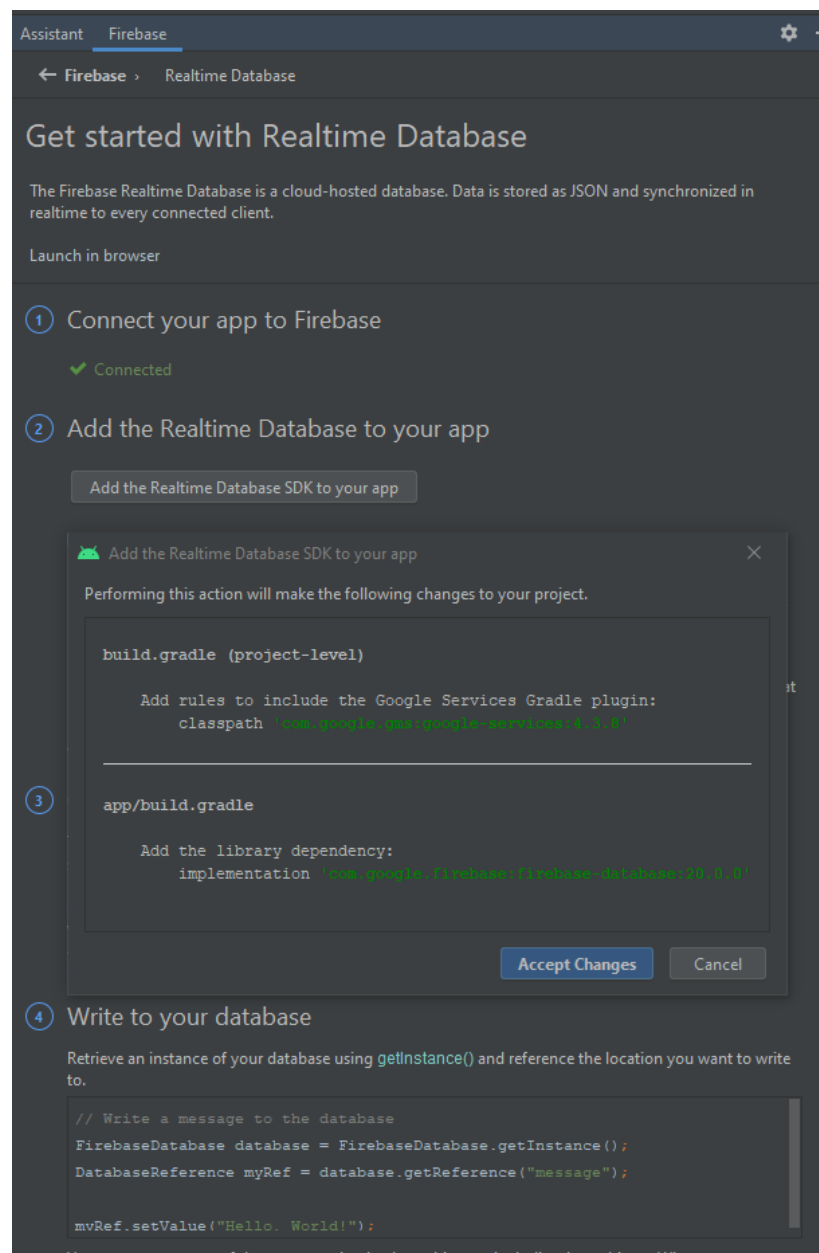 Assistant Firebase
← Firebase › Realtime Database
Get started with Realtime Database
The Firebase Realtime Database is a cloud-hosted database. Data is stored as JSON and synchronized in
realtime to every connected client.
Launch in browser
1 Connect your app to Firebase
✔ Connected
2 Add the Realtime Database to your app
Add the Realtime Database SDK to your app
Add the Realtime Database SDK to your app
Performing this action will make the following changes to your project.
build.gradle (project-level)
Add rules to include the Google Services Gradle plugin:
classpath 'com.google.gms:google-services:4.3.8'
at
3
app/build.gradle
Add the library dependency:
implementation 'com.google.firebase:firebase-database:20.0.0'
Accept Changes Cancel
4 Write to your database
Retrieve an instance of your database using getInstance() and reference the location you want to write
to.
// Write a message to the database
FirebaseDatabase database = FirebaseDatabase.getInstance();
DatabaseReference myRef = database.getReference("message");
myRef.setValue("Hello, World!");